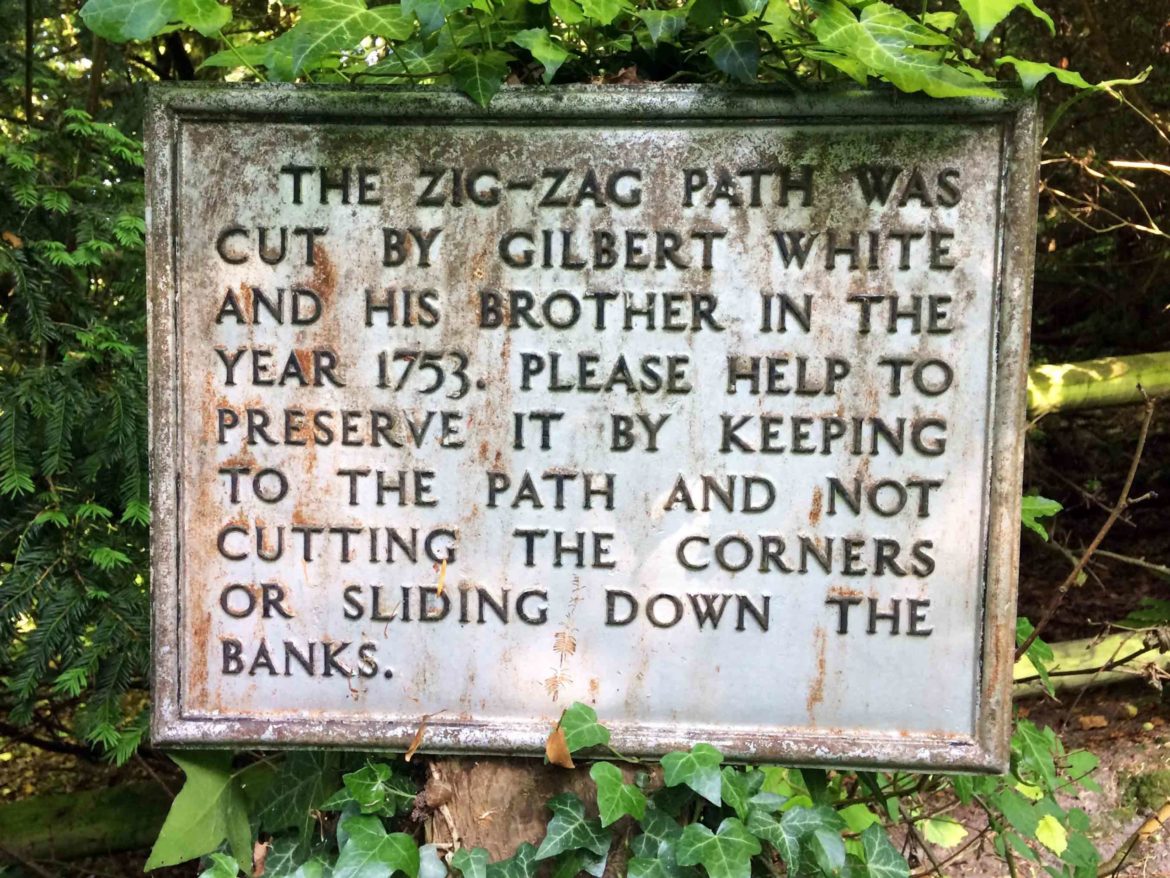 THE ZIG-ZAG PATH WAS
CUT BY GILBERT WHITE
AND HIS BROTHER IN THE
YEAR 1753. PLEASE HELP TO
PRESERVE IT BY KEEPING
TO THE PATH AND NOT
CUTTING THE CORNERS
OR SLIDING DOWN THE
BANKS.